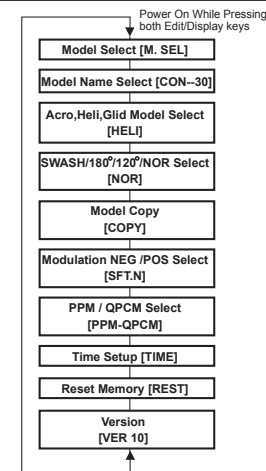 Power On While Pressing
both Edit/Display keys
Model Select [M. SEL]
Model Name Select [CON--30]
Acro,Heli,Glid Model Select
[HELI]
SWASH/180°/120°/NOR Select
[NOR]
Model Copy
[COPY]
Modulation NEG /POS Select
[SFT.N]
PPM / QPCM Select
[PPM-QPCM]
Time Setup [TIME]
Reset Memory [REST]
Version
[VER 10]